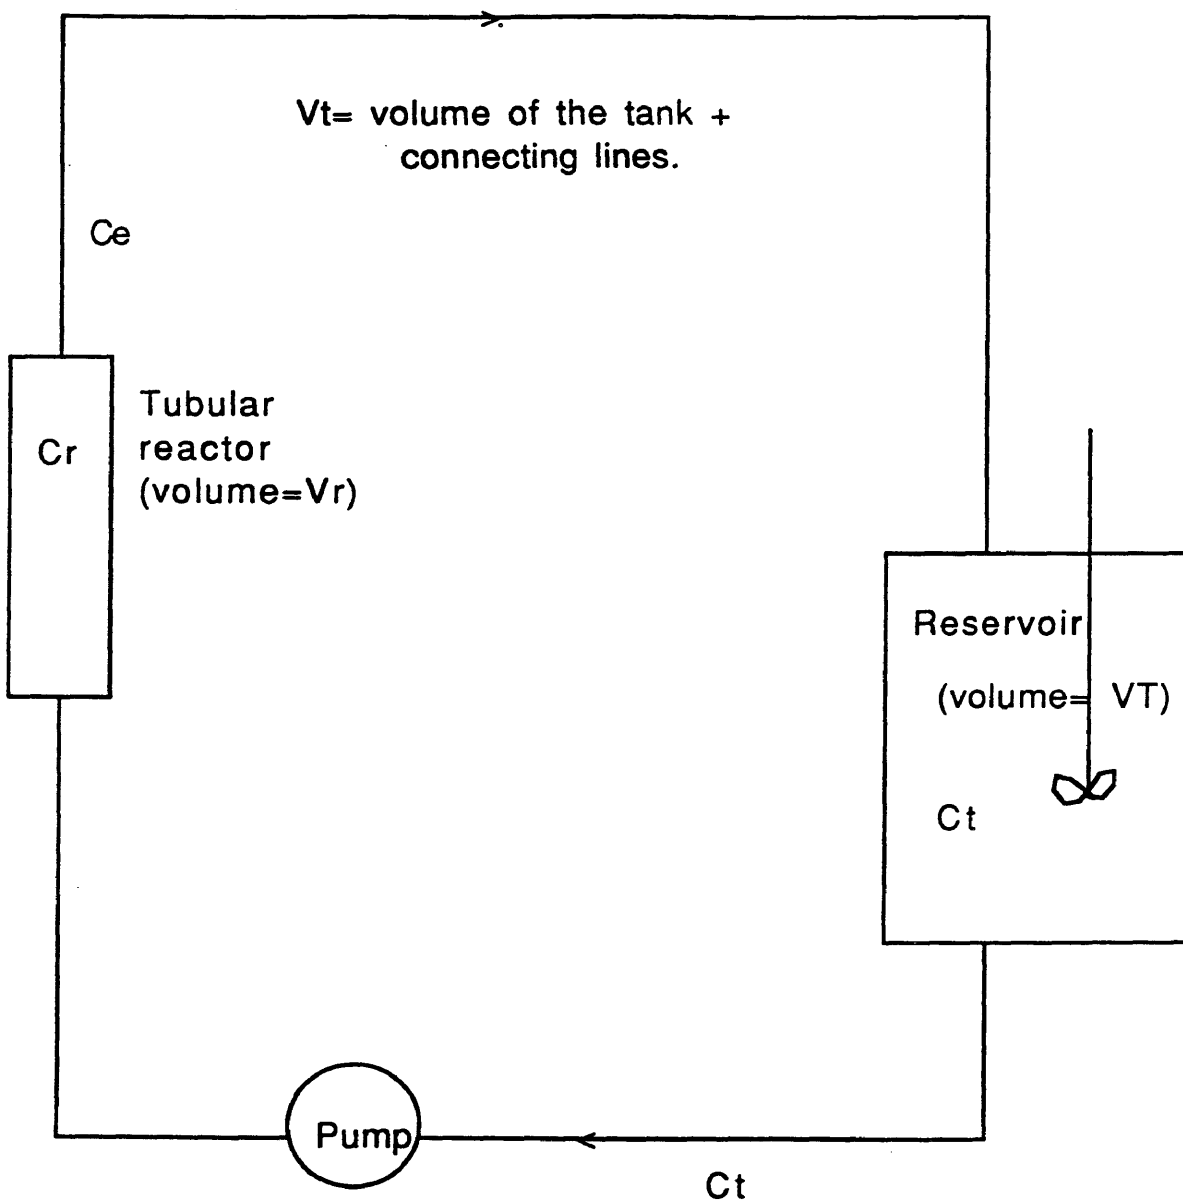 Vt= volume of the tank +
connecting lines.
Ce
Tubular
reactor
(volume=Vr)
Cr
Reservoir
(volume= VT)
Ct
Pump
Ct